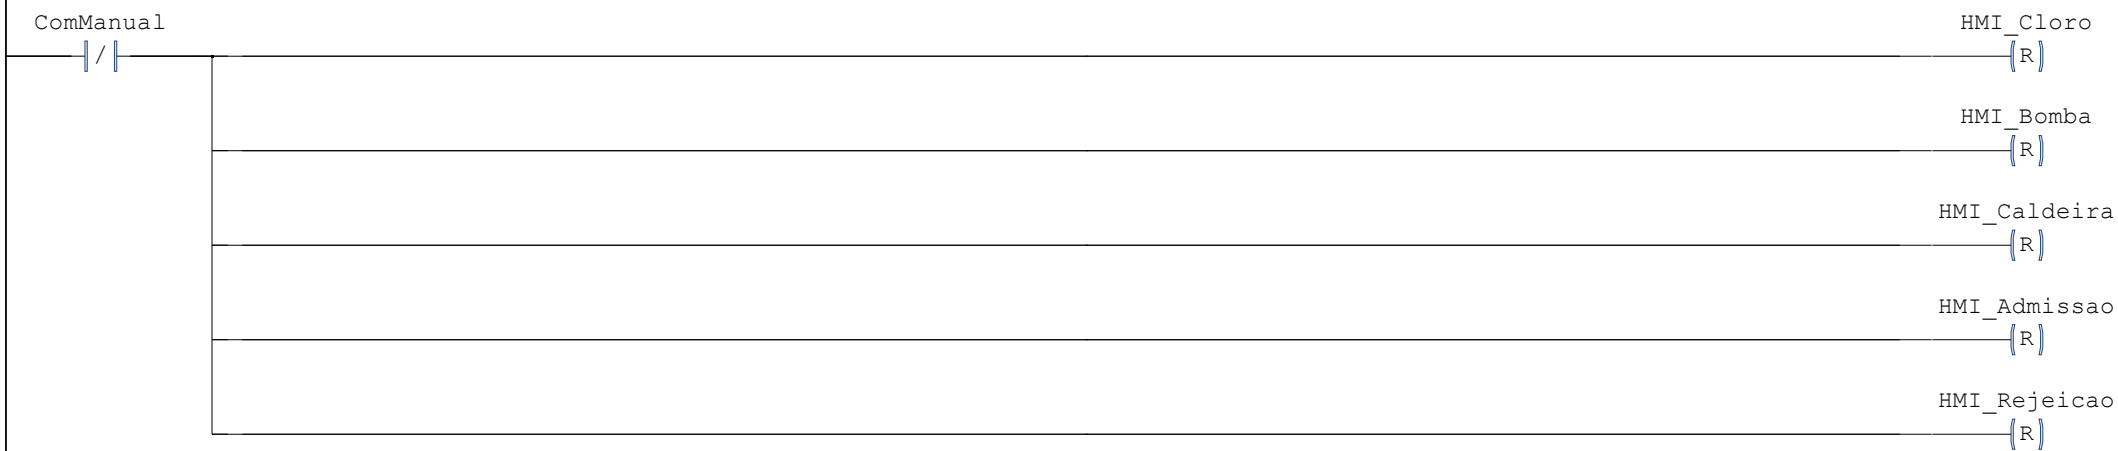 ComManual HMI_Cloro
/ R
HMI_Bomba
R
HMI_Caldeira
R
HMI_Admissao
R
HMI_Rejeicao
R